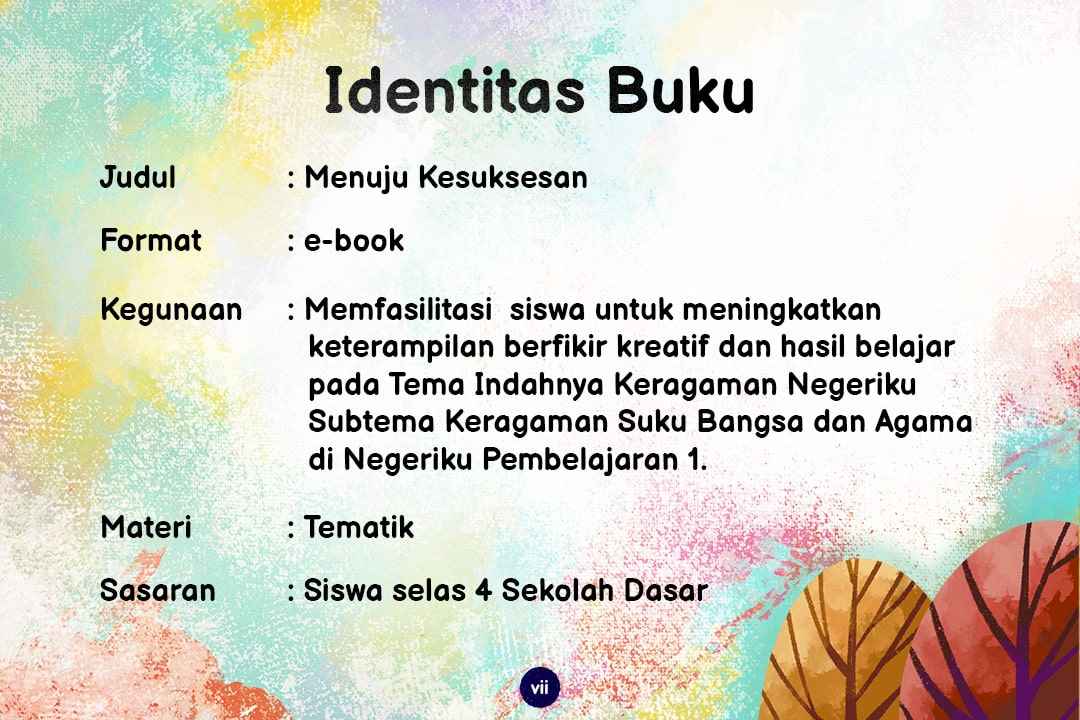 Identitas Buku
Judul : Menuju Kesuksesan
Format : e-book
Kegunaan : Memfasilitasi siswa untuk meningkatkan
keterampilan berfikir kreatif dan hasil belajar
pada Tema Indahnya Keragaman Negeriku
Subtema Keragaman Suku Bangsa dan Agama
di Negeriku Pembelajaran 1.
Materi : Tematik
Sasaran : Siswa selas 4 Sekolah Dasar
vii